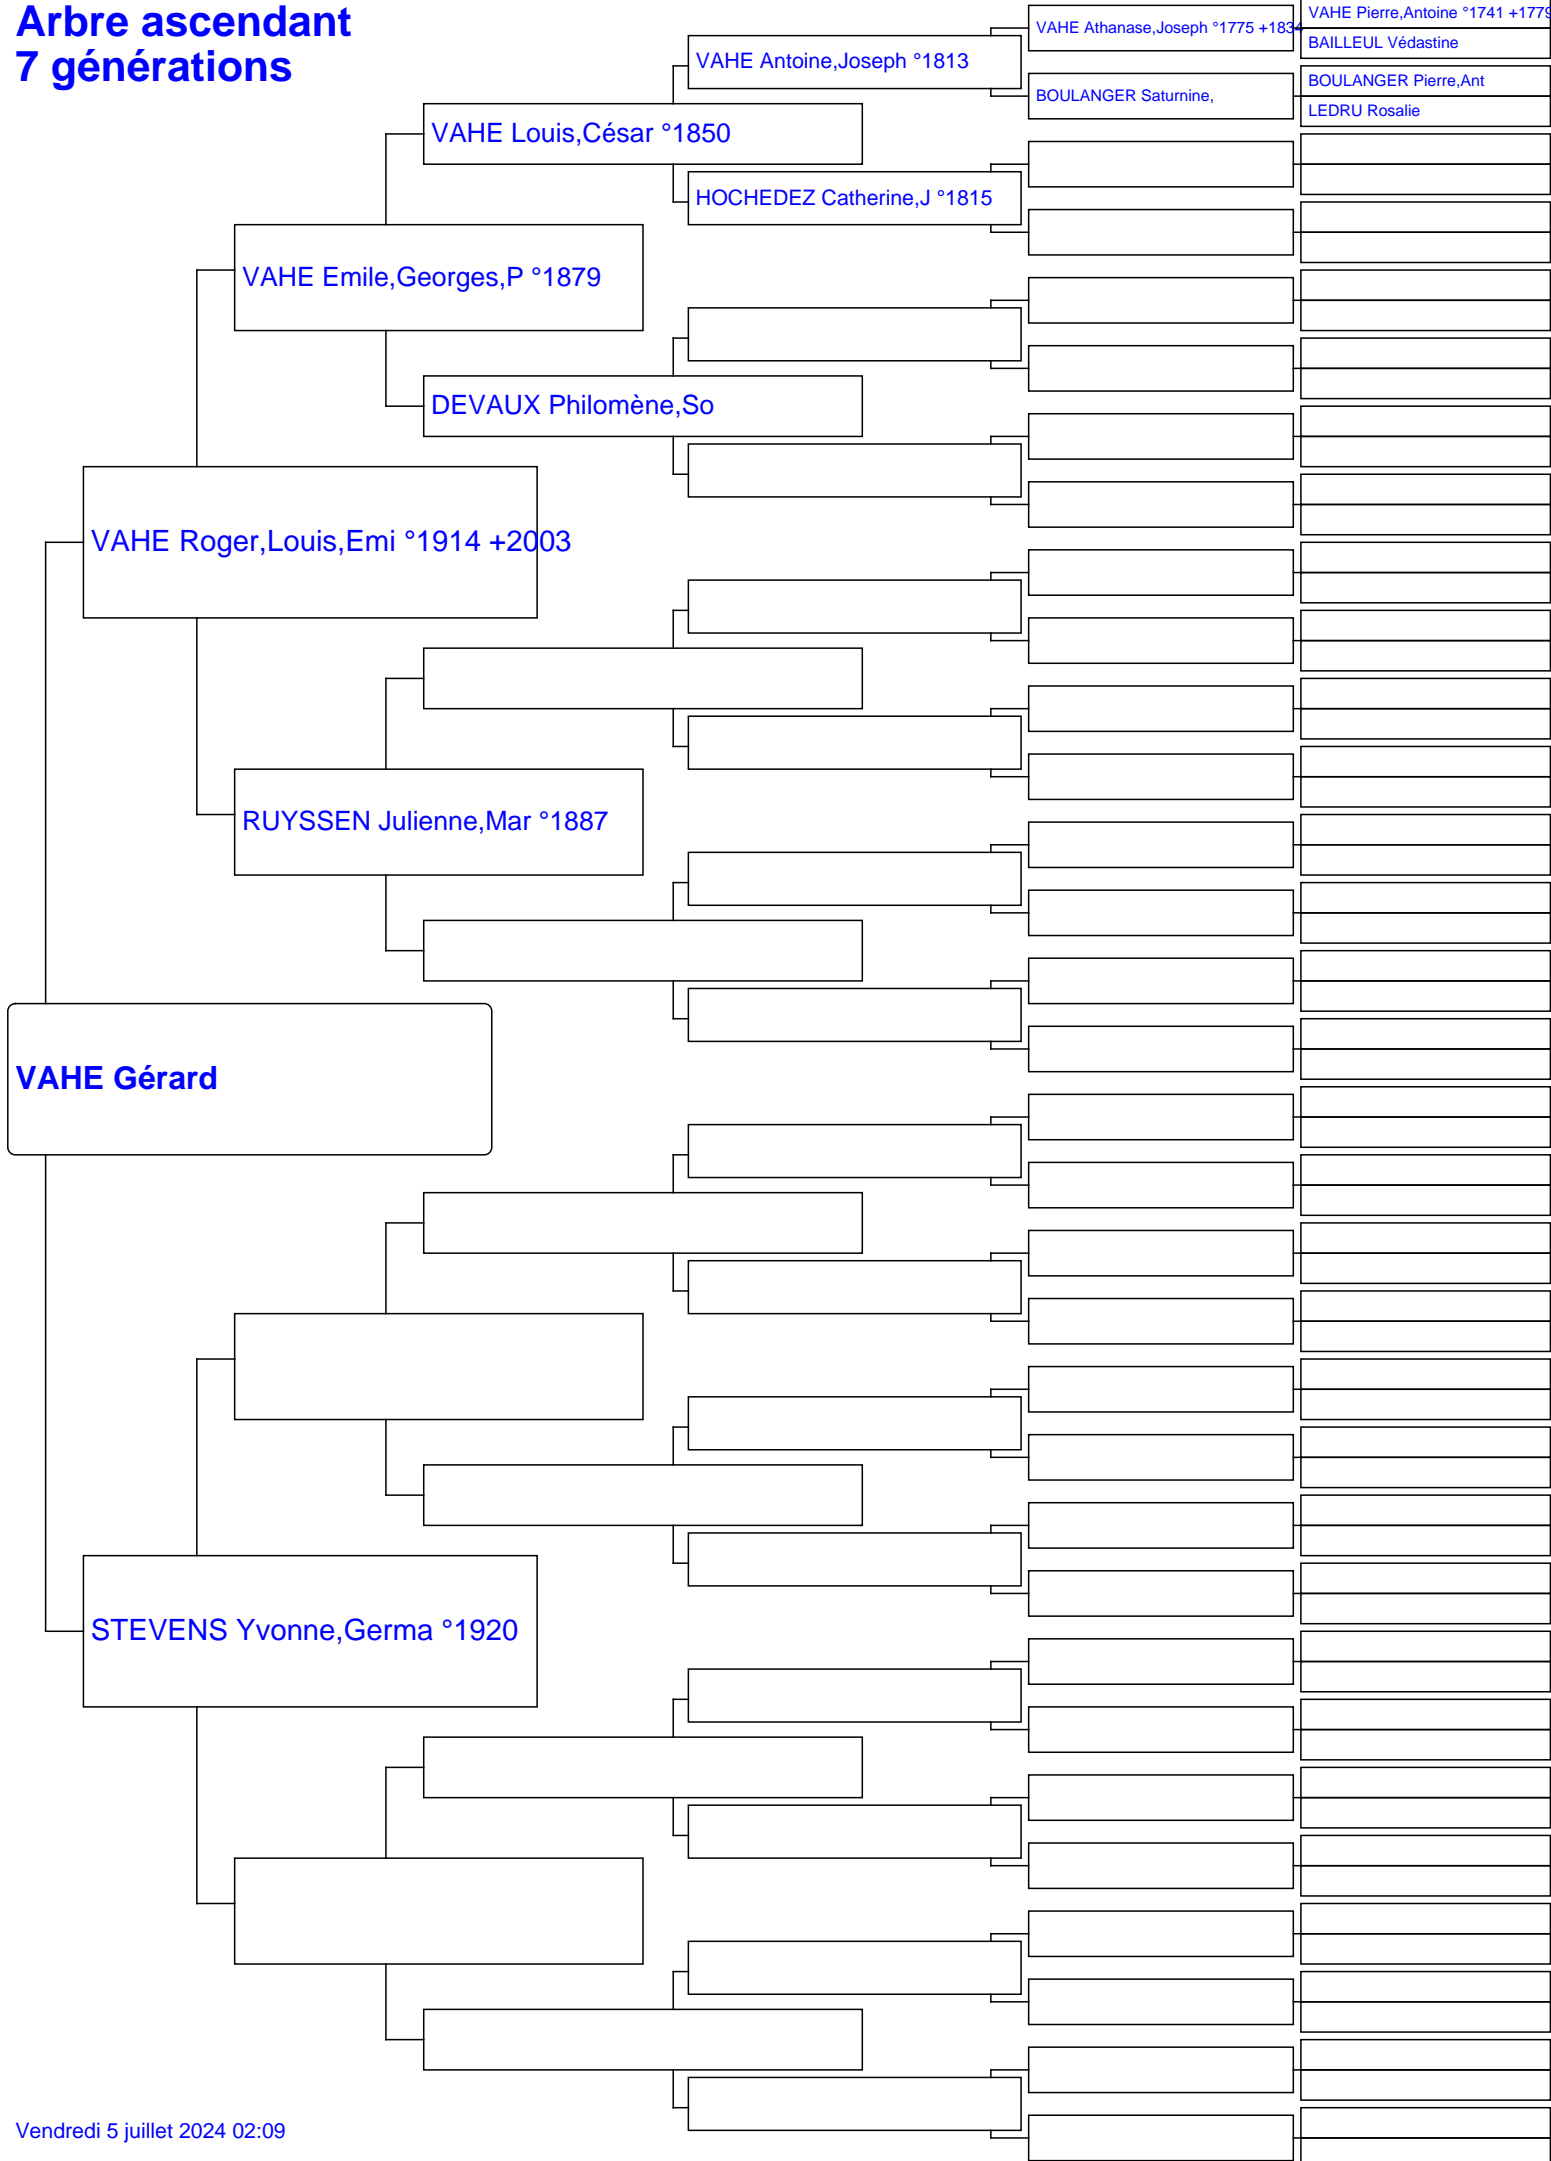 Arbre ascendant
7 générations
VAHE Pierre,Antoine °1741 +1779
VAHE Athanase,Joseph °1775 +1834
BAILLEUL Védastine
VAHE Antoine,Joseph °1813
BOULANGER Pierre,Ant
BOULANGER Saturnine,
LEDRU Rosalie
VAHE Louis,César °1850
HOCHEDEZ Catherine,J °1815
VAHE Emile,Georges,P °1879
DEVAUX Philomène,So
VAHE Roger,Louis,Emi °1914 +2003
RUYSSEN Julienne,Mar °1887
VAHE Gérard
STEVENS Yvonne,Germa °1920
Vendredi 5 juillet 2024 02:09